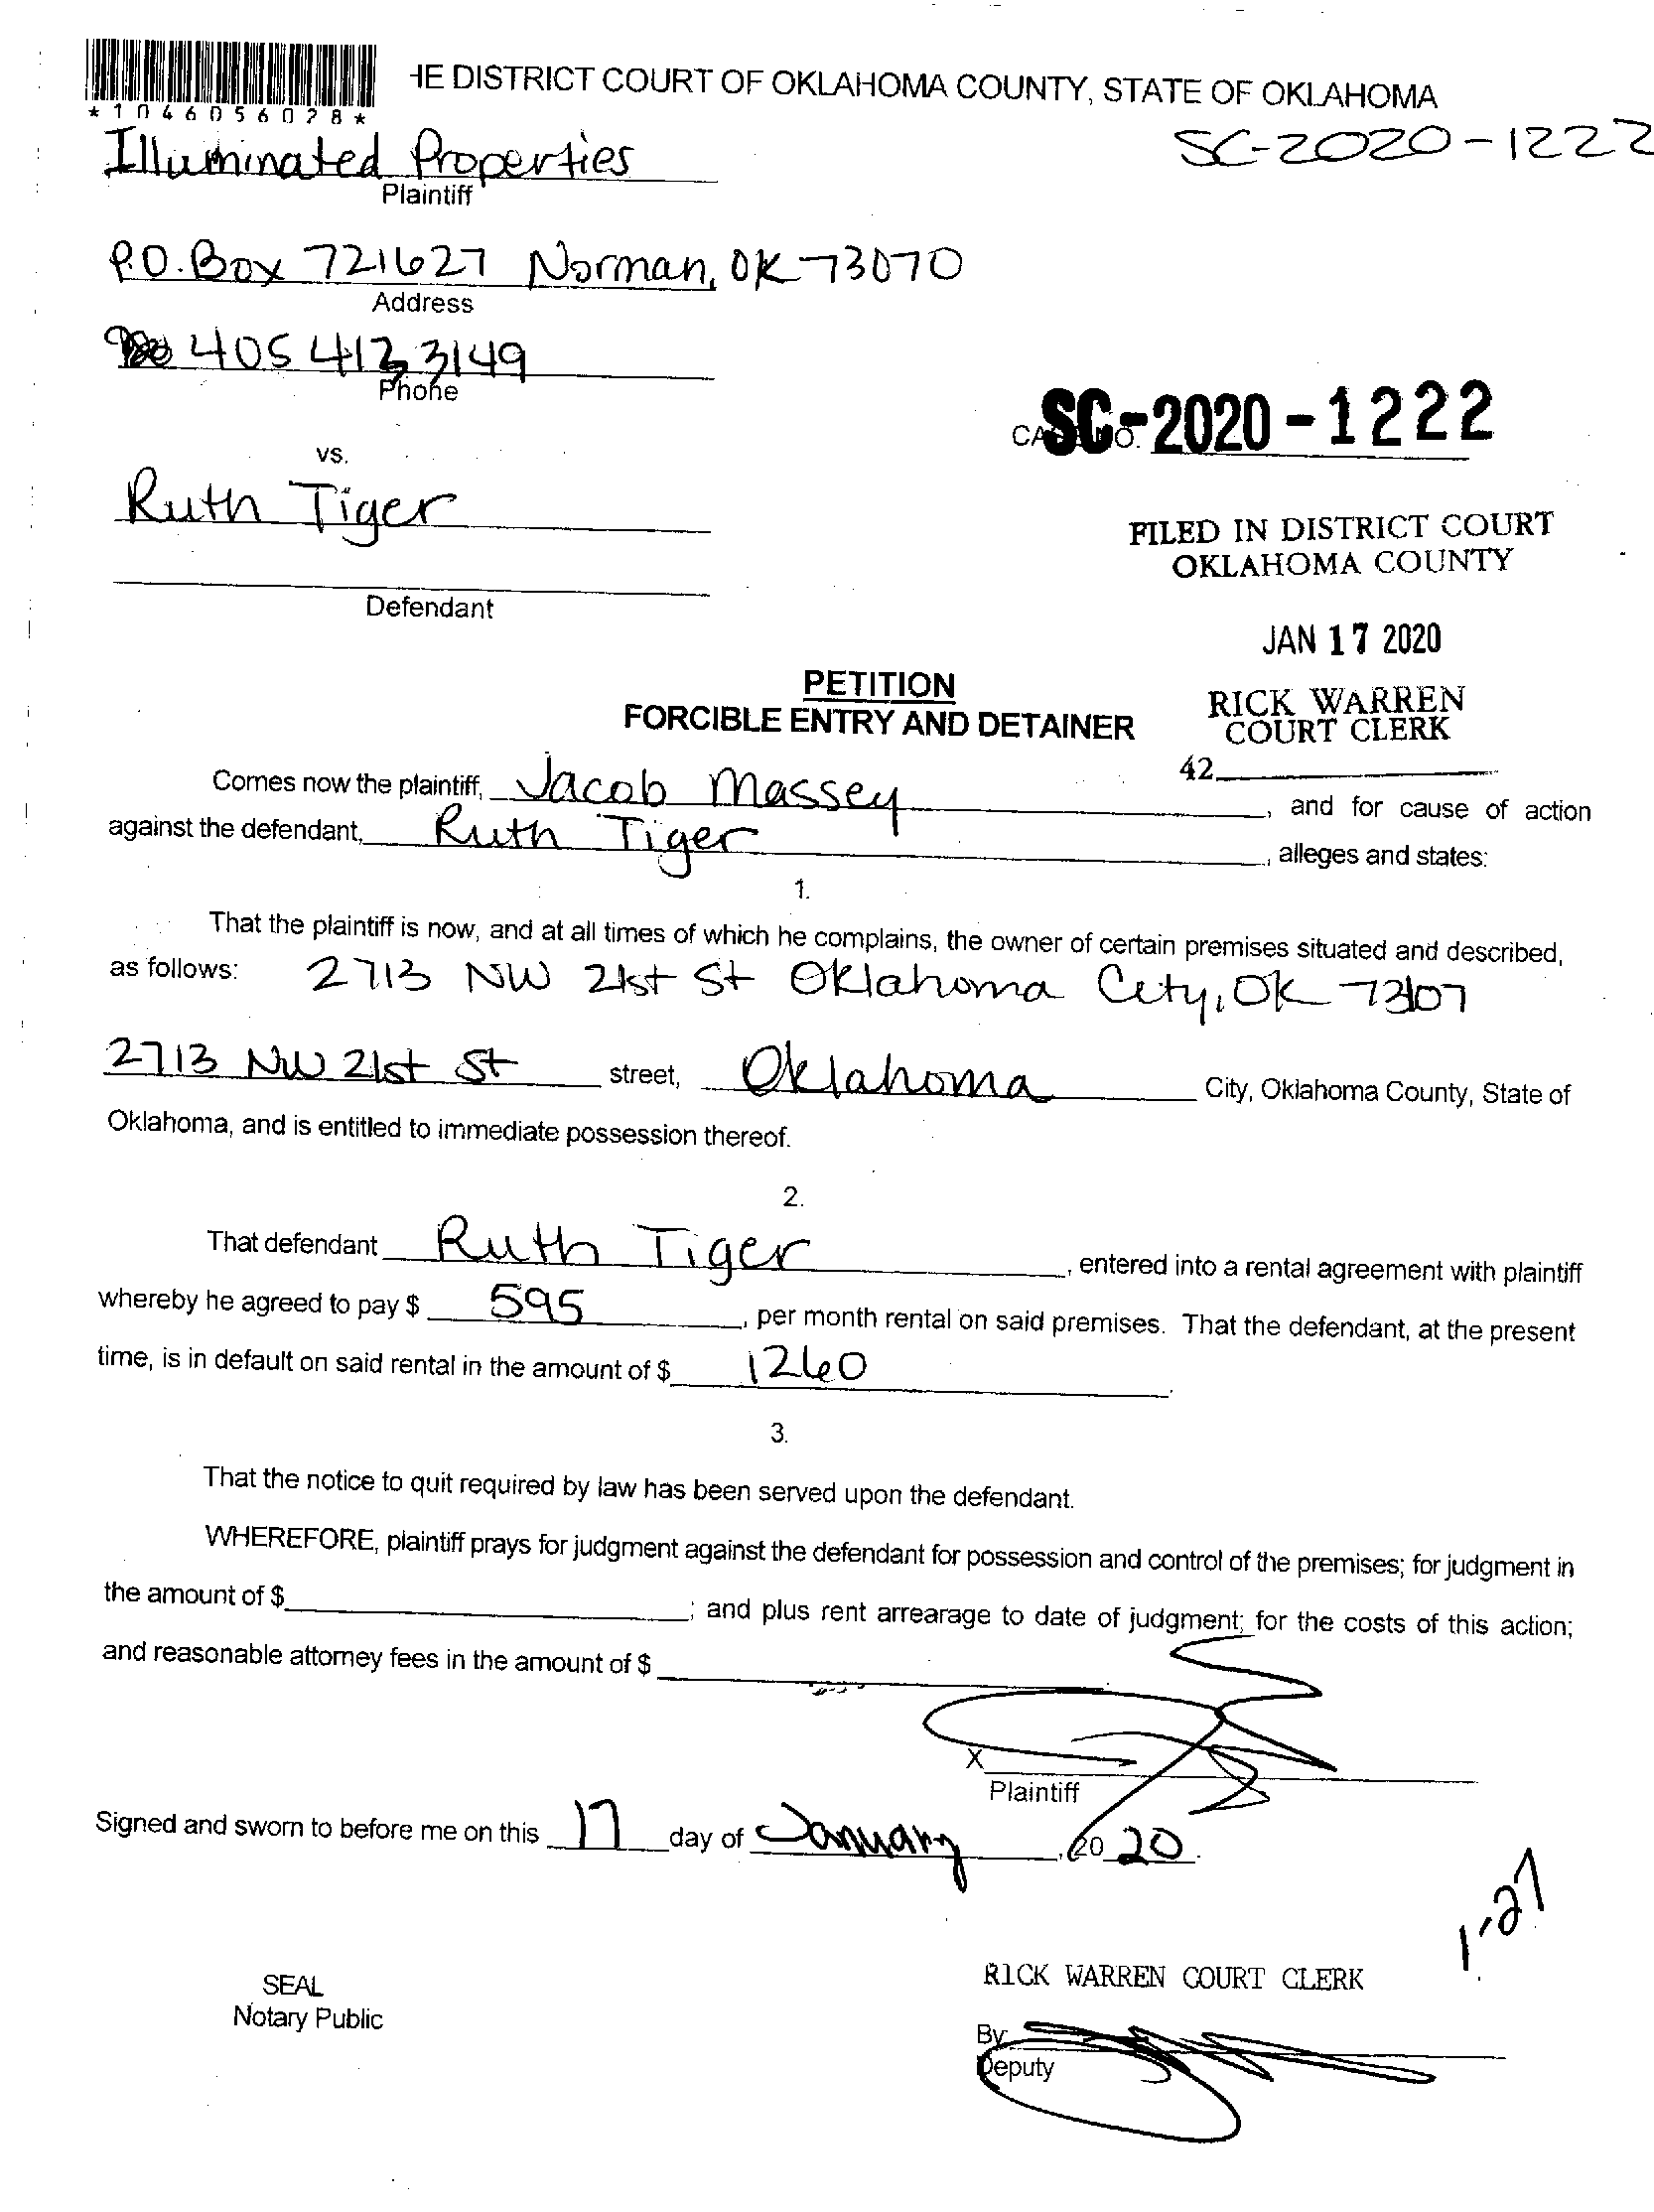 HE DISTRICT COURT OF OKLAHOMA COUNTY, STATE OF OKLAHOMA
*1046056028*
SC-2020-1222
Illuminated Properties
Plaintiff
P.O. Box 721627 Norman, OK 73070
Address
405 413 3149
Phone
SC-2020-1222
vs.
Ruth Tiger
FILED IN DISTRICT COURT
OKLAHOMA COUNTY
Defendant
JAN 17 2020
PETITION
FORCIBLE ENTRY AND DETAINER
RICK WARREN
COURT CLERK
42
Comes now the plaintiff, Jacob Massey, and for cause of action
against the defendant, Ruth Tiger, alleges and states:
1.
That the plaintiff is now, and at all times of which he complains, the owner of certain premises situated and described,
as follows: 2713 NW 21st St Oklahoma City, OK 73107
2713 NW 21st St street, Oklahoma City, Oklahoma County, State of
Oklahoma, and is entitled to immediate possession thereof.
2.
That defendant Ruth Tiger, entered into a rental agreement with plaintiff
whereby he agreed to pay $ 595, per month rental on said premises. That the defendant, at the present
time, is in default on said rental in the amount of $ 1260.
3.
That the notice to quit required by law has been served upon the defendant.
WHEREFORE, plaintiff prays for judgment against the defendant for possession and control of the premises; for judgment in
the amount of $ ; and plus rent arrearage to date of judgment; for the costs of this action;
and reasonable attorney fees in the amount of $
X
Plaintiff
Signed and sworn to before me on this 17 day of January, 20 20.
1-27
RICK WARREN COURT CLERK
SEAL
Notary Public
By:
Deputy